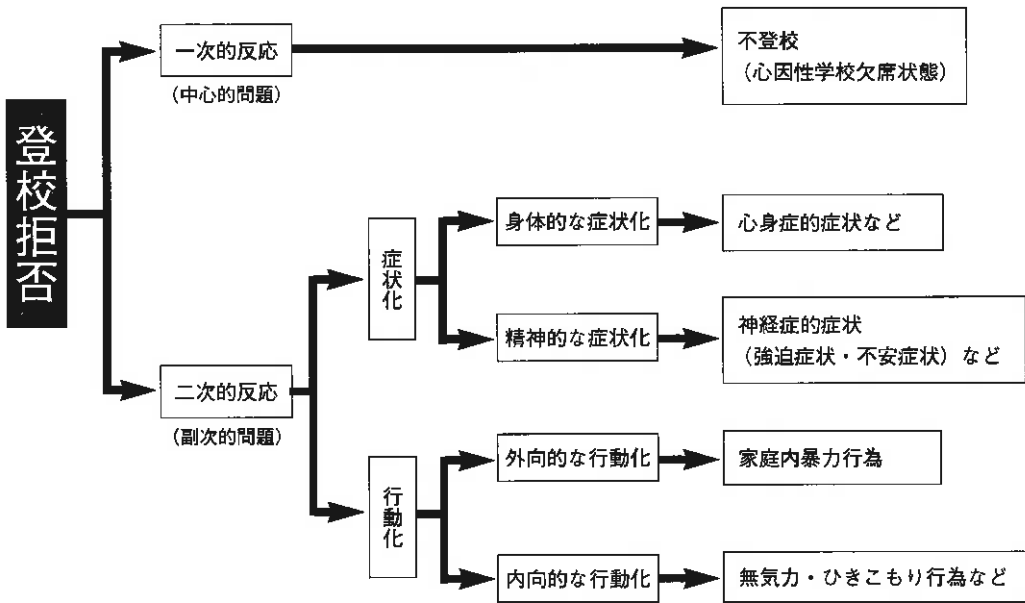 登校拒否
一次的反応
(中心的問題)
不登校
(心因性学校欠席状態)
二次的反応
(副次的問題)
症状化
身体的な症状化
心身症的症状など
精神的な症状化
神経症的症状
(強迫症状・不安症状)など
行動化
外向的な行動化
家庭内暴力行為
内向的な行動化
無気力・ひきこもり行為など